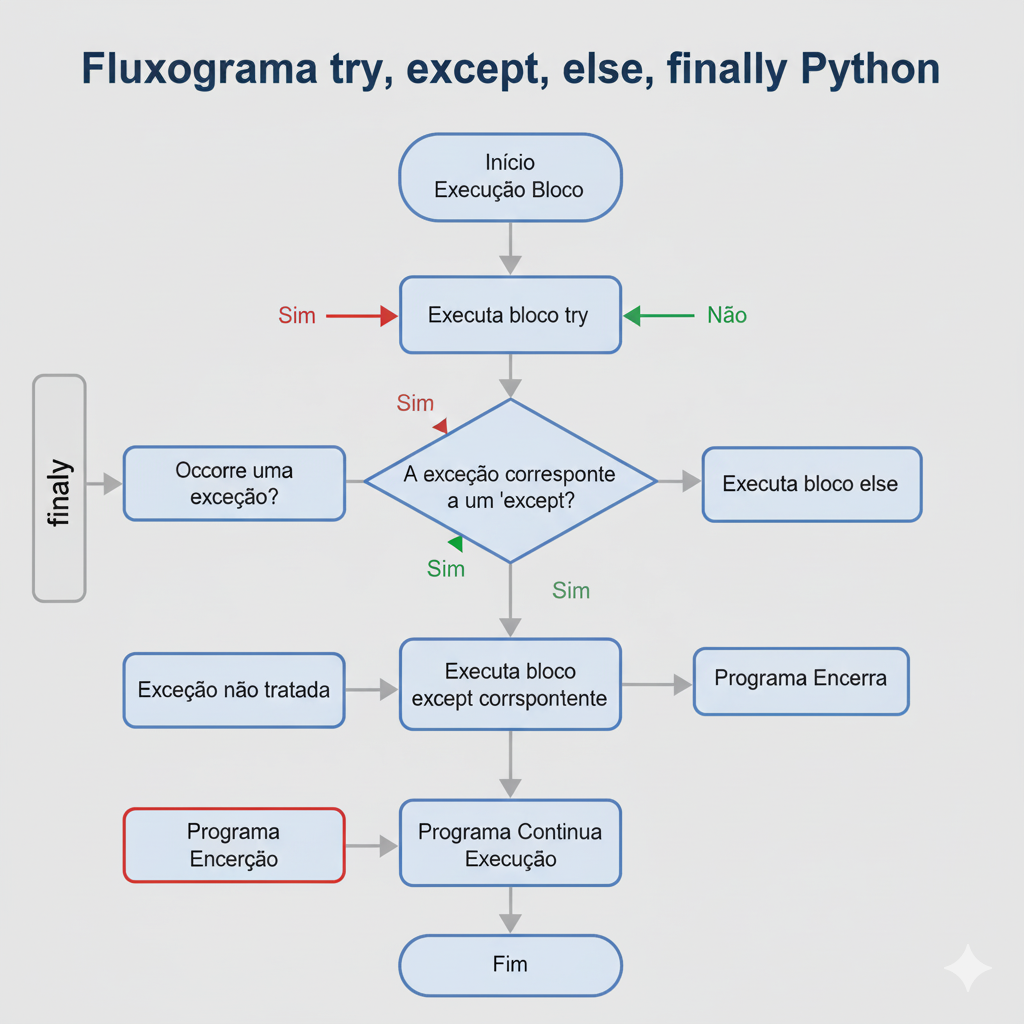 Fluxograma try, except, else, finally Python
Início
Execução Bloco
Sim
Executa bloco try
Não
Sim
finaly
Occorre uma
exceção?
A exceção corresponte
a um 'except?
Executa bloco else
Sim
Sim
Exceção não tratada
Executa bloco
except corrspontente
Programa Encerra
Programa
Encerção
Programa Continua
Execução
Fim